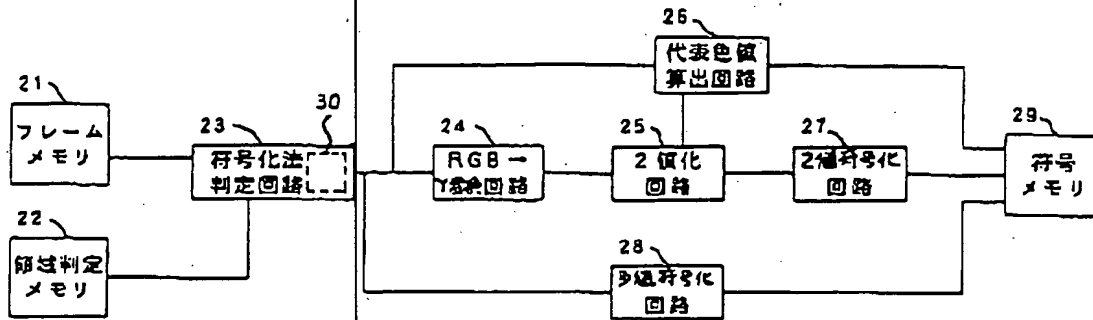 21
フレーム
メモリ
22
領域判定
メモリ
23
符号化法
判定回路
30
24
RGB→
Y変換回路
25
2値化
回路
26
代表色値
算出回路
27
2値符号化
回路
28
多値符号化
回路
29
符号
メモリ